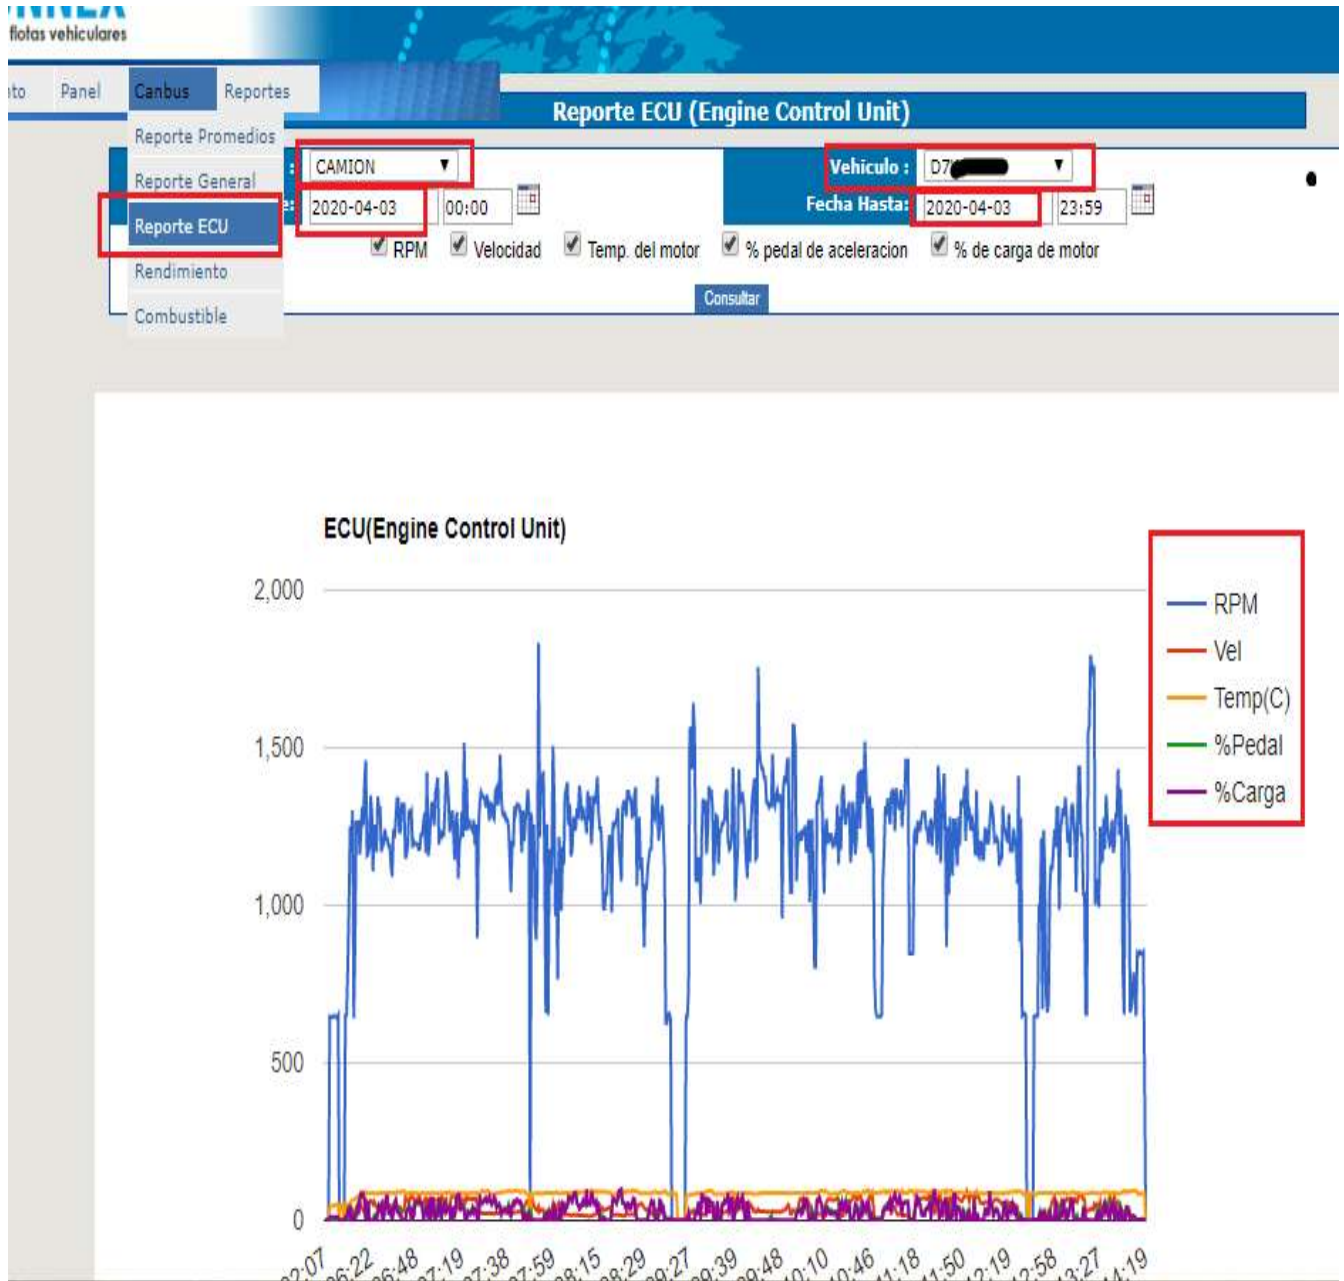 flotas vehiculares
Panel
Canbus
Reportes
Reporte ECU (Engine Control Unit)
Reporte Promedios
Reporte General
Reporte ECU
Rendimiento
Combustible
CAMION
Vehiculo :
2020-04-03
00:00
Fecha Hasta:
2020-04-03
23:59
RPM
Velocidad
Temp. del motor
% pedal de aceleracion
% de carga de motor
Consultar
ECU(Engine Control Unit)
2,000
1,500
1,000
500
0
RPM
Vel
Temp(C)
%Pedal
%Carga